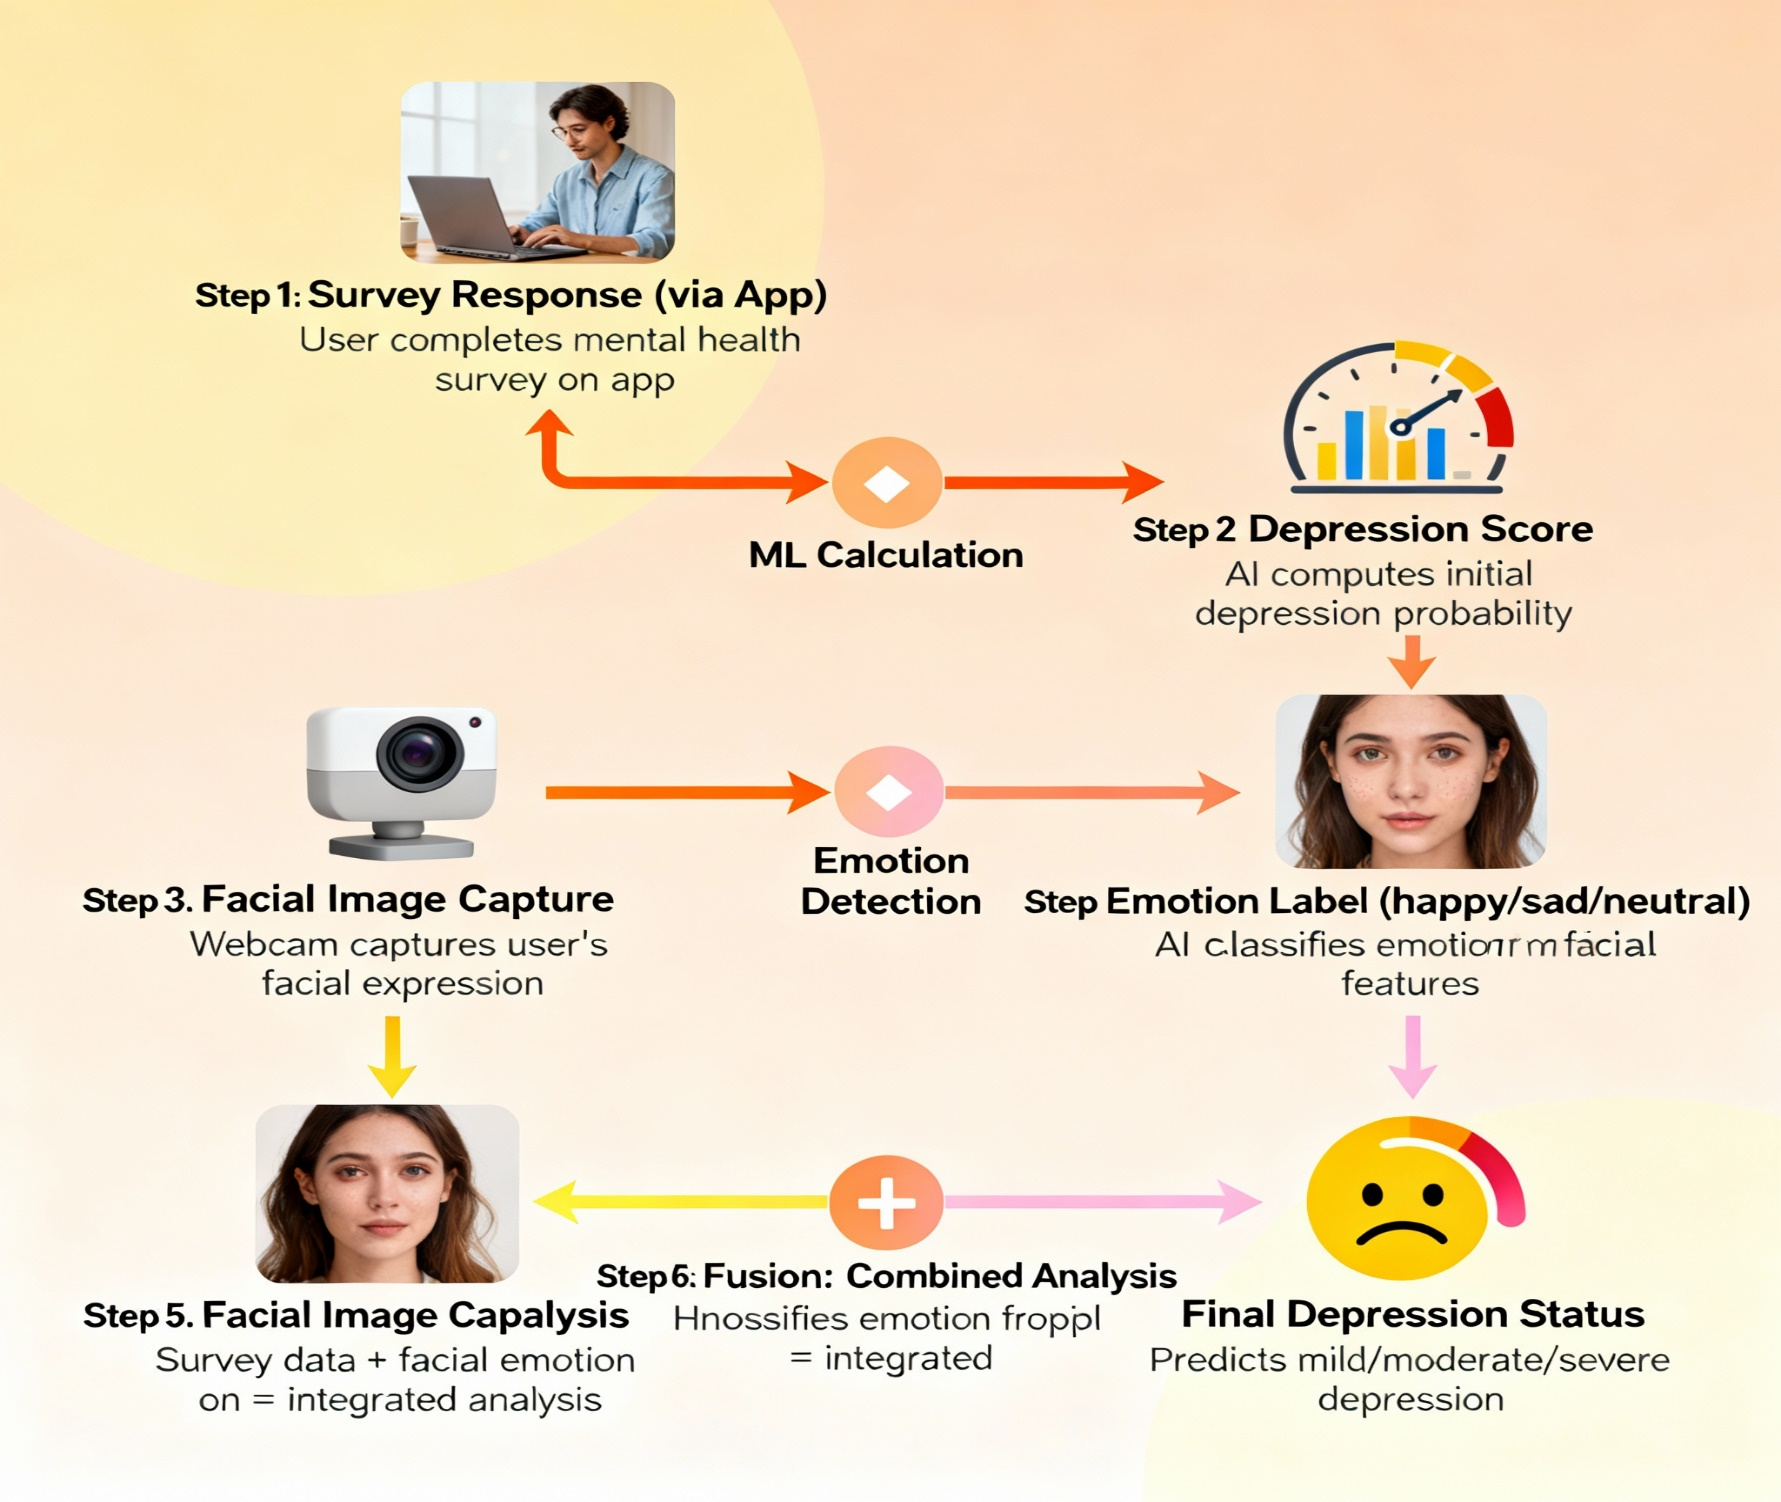 Step 1: Survey Response (via App)
User completes mental health
survey on app
ML Calculation
Step 2 Depression Score
AI computes initial
depression probability
Step 3. Facial Image Capture
Webcam captures user's
facial expression
Emotion
Detection
Step Emotion Label (happy/sad/neutral)
AI classifies facial
features
Step 5. Facial Image Capalysis
Survey data + facial emotion
on = integrated analysis
Step 6: Fusion: Combined Analysis
Hnossifies emotion
= integrated
Final Depression Status
Predicts mild/moderate/severe
depression